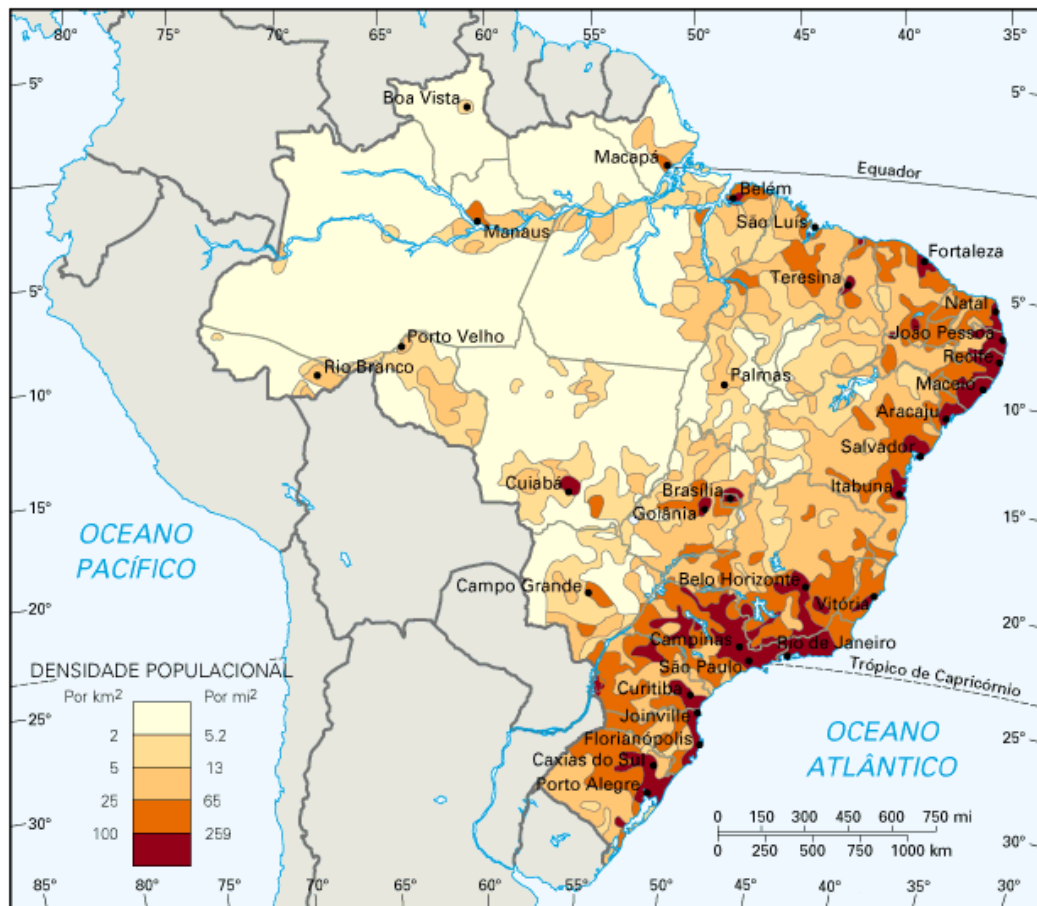 80° 75° 70° 65° 60° 55° 50° 45° 40° 35°
5° 5°
Boa Vista
Macapá
Equador
Belém
São Luís
Manaus
Fortaleza
Teresina
5° Natal 5°
João Pessoa
Porto Velho
Recife
Rio Branco
Palmas
Maceió
10° Aracaju 10°
Salvador
Cuiabá
Brasília
Itabuna
Goiânia
15° 15°
OCEANO
PACÍFICO
Belo Horizonte
Campo Grande
Vitória
20° 20°
Campinas
Rio de Janeiro
São Paulo
Trópico de Capricórnio
DENSIDADE POPULACIONAL
Por km² Por mi²
Curitiba
Joinville
2 5.2
25° Florianópolis 25°
OCEANO
ATLÂNTICO
5 13
Caxias do Sul
25 65
Porto Alegre
100 259
0 150 300 450 600 750 mi
0 250 500 750 1000 km
30° 30°
85° 80° 75° 70° 65° 60° 55° 50° 45° 40° 35°